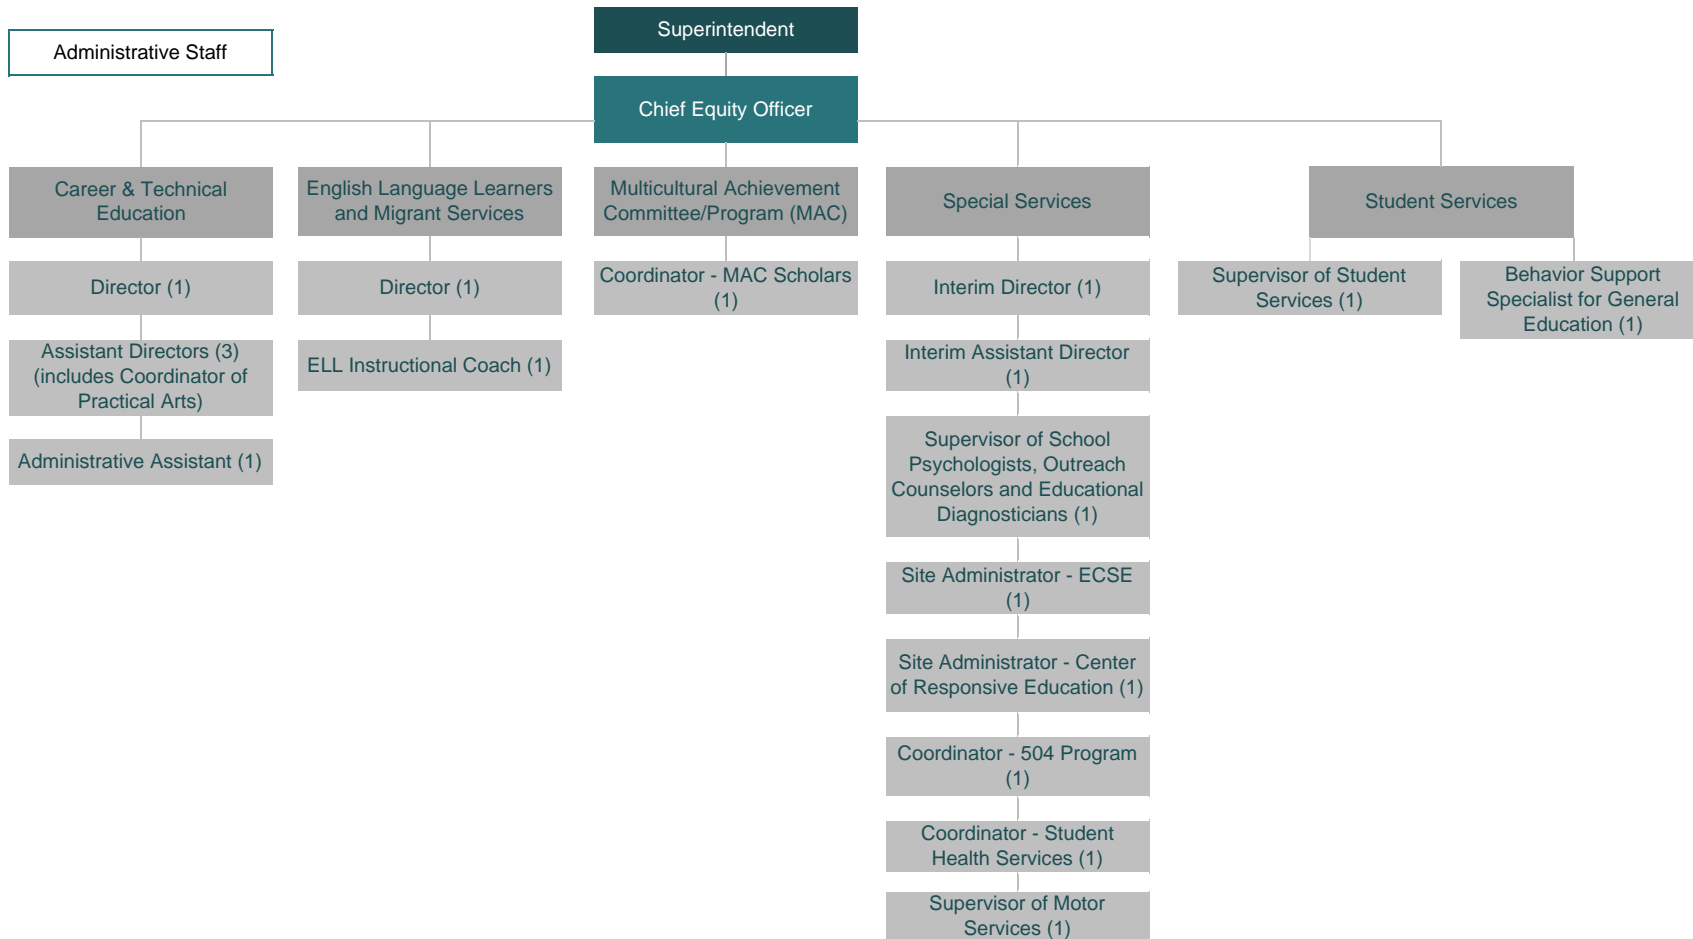 Superintendent
Administrative Staff
Chief Equity Officer
Career & Technical
Education
English Language Learners
and Migrant Services
Multicultural Achievement
Committee/Program (MAC)
Special Services
Student Services
Director (1)
Assistant Directors (3)
(includes Coordinator of
Practical Arts)
Administrative Assistant (1)
Director (1)
ELL Instructional Coach (1)
Coordinator - MAC Scholars
(1)
Interim Director (1)
Interim Assistant Director
(1)
Supervisor of School
Psychologists, Outreach
Counselors and Educational
Diagnosticians (1)
Site Administrator - ECSE
(1)
Site Administrator - Center
of Responsive Education (1)
Coordinator - 504 Program
(1)
Coordinator - Student
Health Services (1)
Supervisor of Motor
Services (1)
Supervisor of Student
Services (1)
Behavior Support
Specialist for General
Education (1)